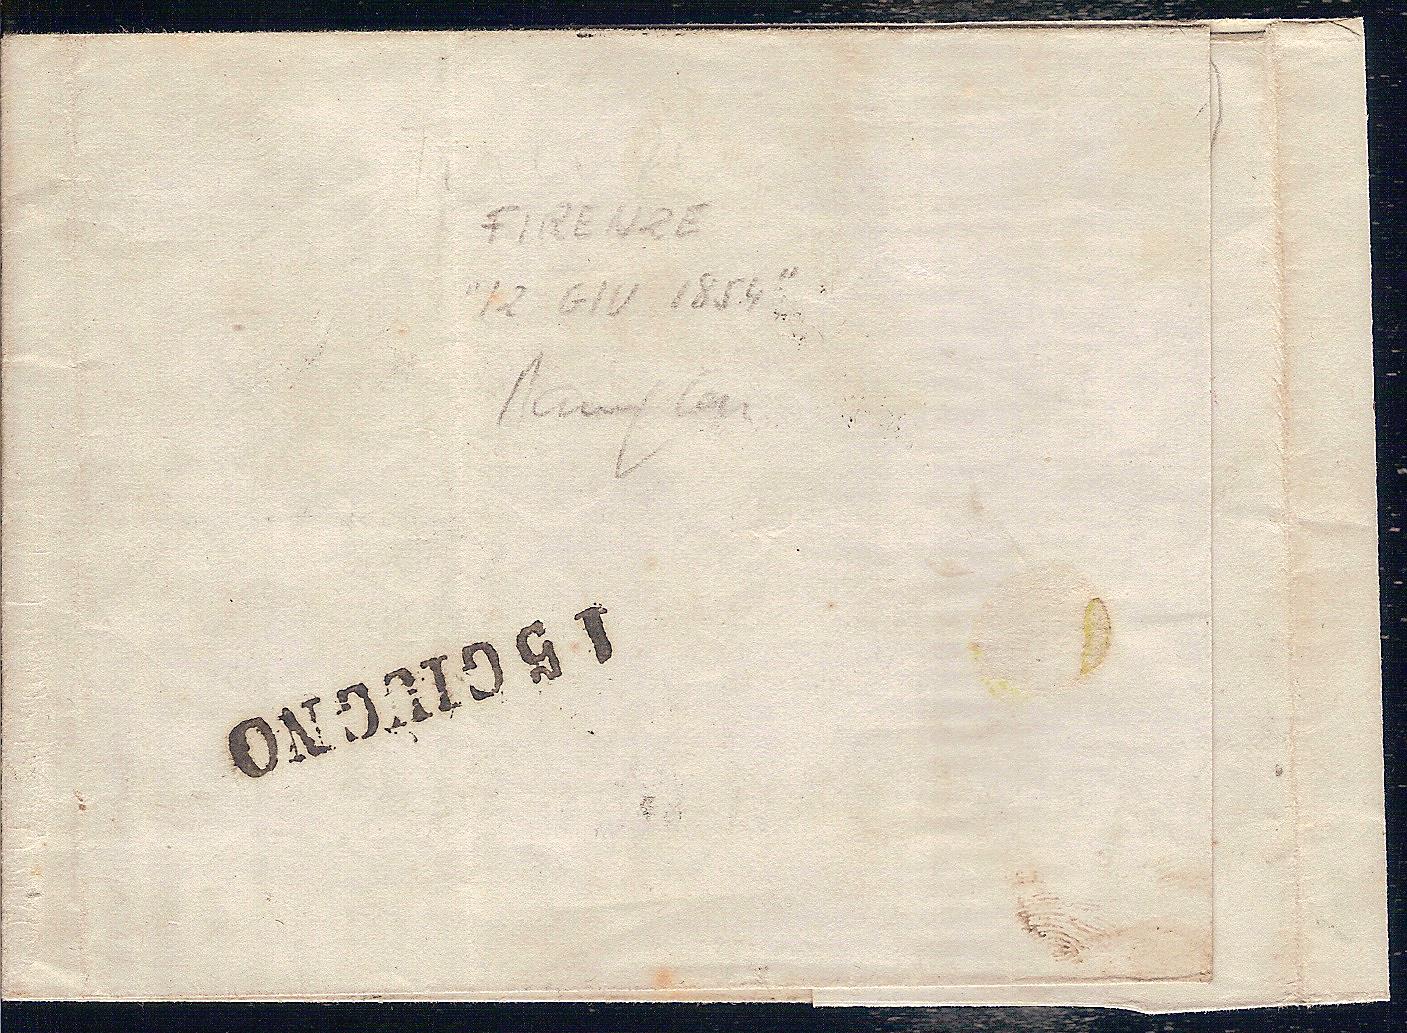 FIRENZE
"12 GIU 1854"
15 GIUGNO